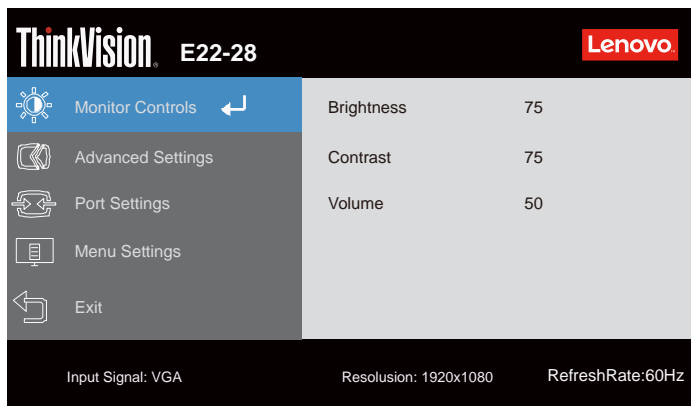 ThinkVision. E22-28 Lenovo.
Monitor Controls Brightness 75
Advanced Settings Contrast 75
Port Settings Volume 50
Menu Settings
Exit
Input Signal: VGA Resolusion: 1920x1080 RefreshRate:60Hz